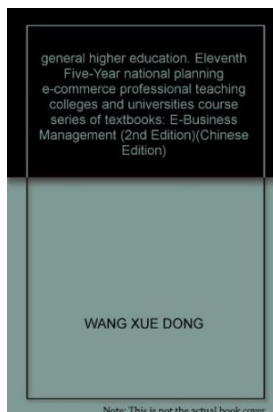 general higher education. Eleventh
Five-Year national planning
e-commerce professional teaching
colleges and universities course
series of textbooks: E-Business
Management (2nd Edition)(Chinese
Edition)
WANG XUE DONG
Note: This is not the actual book cover